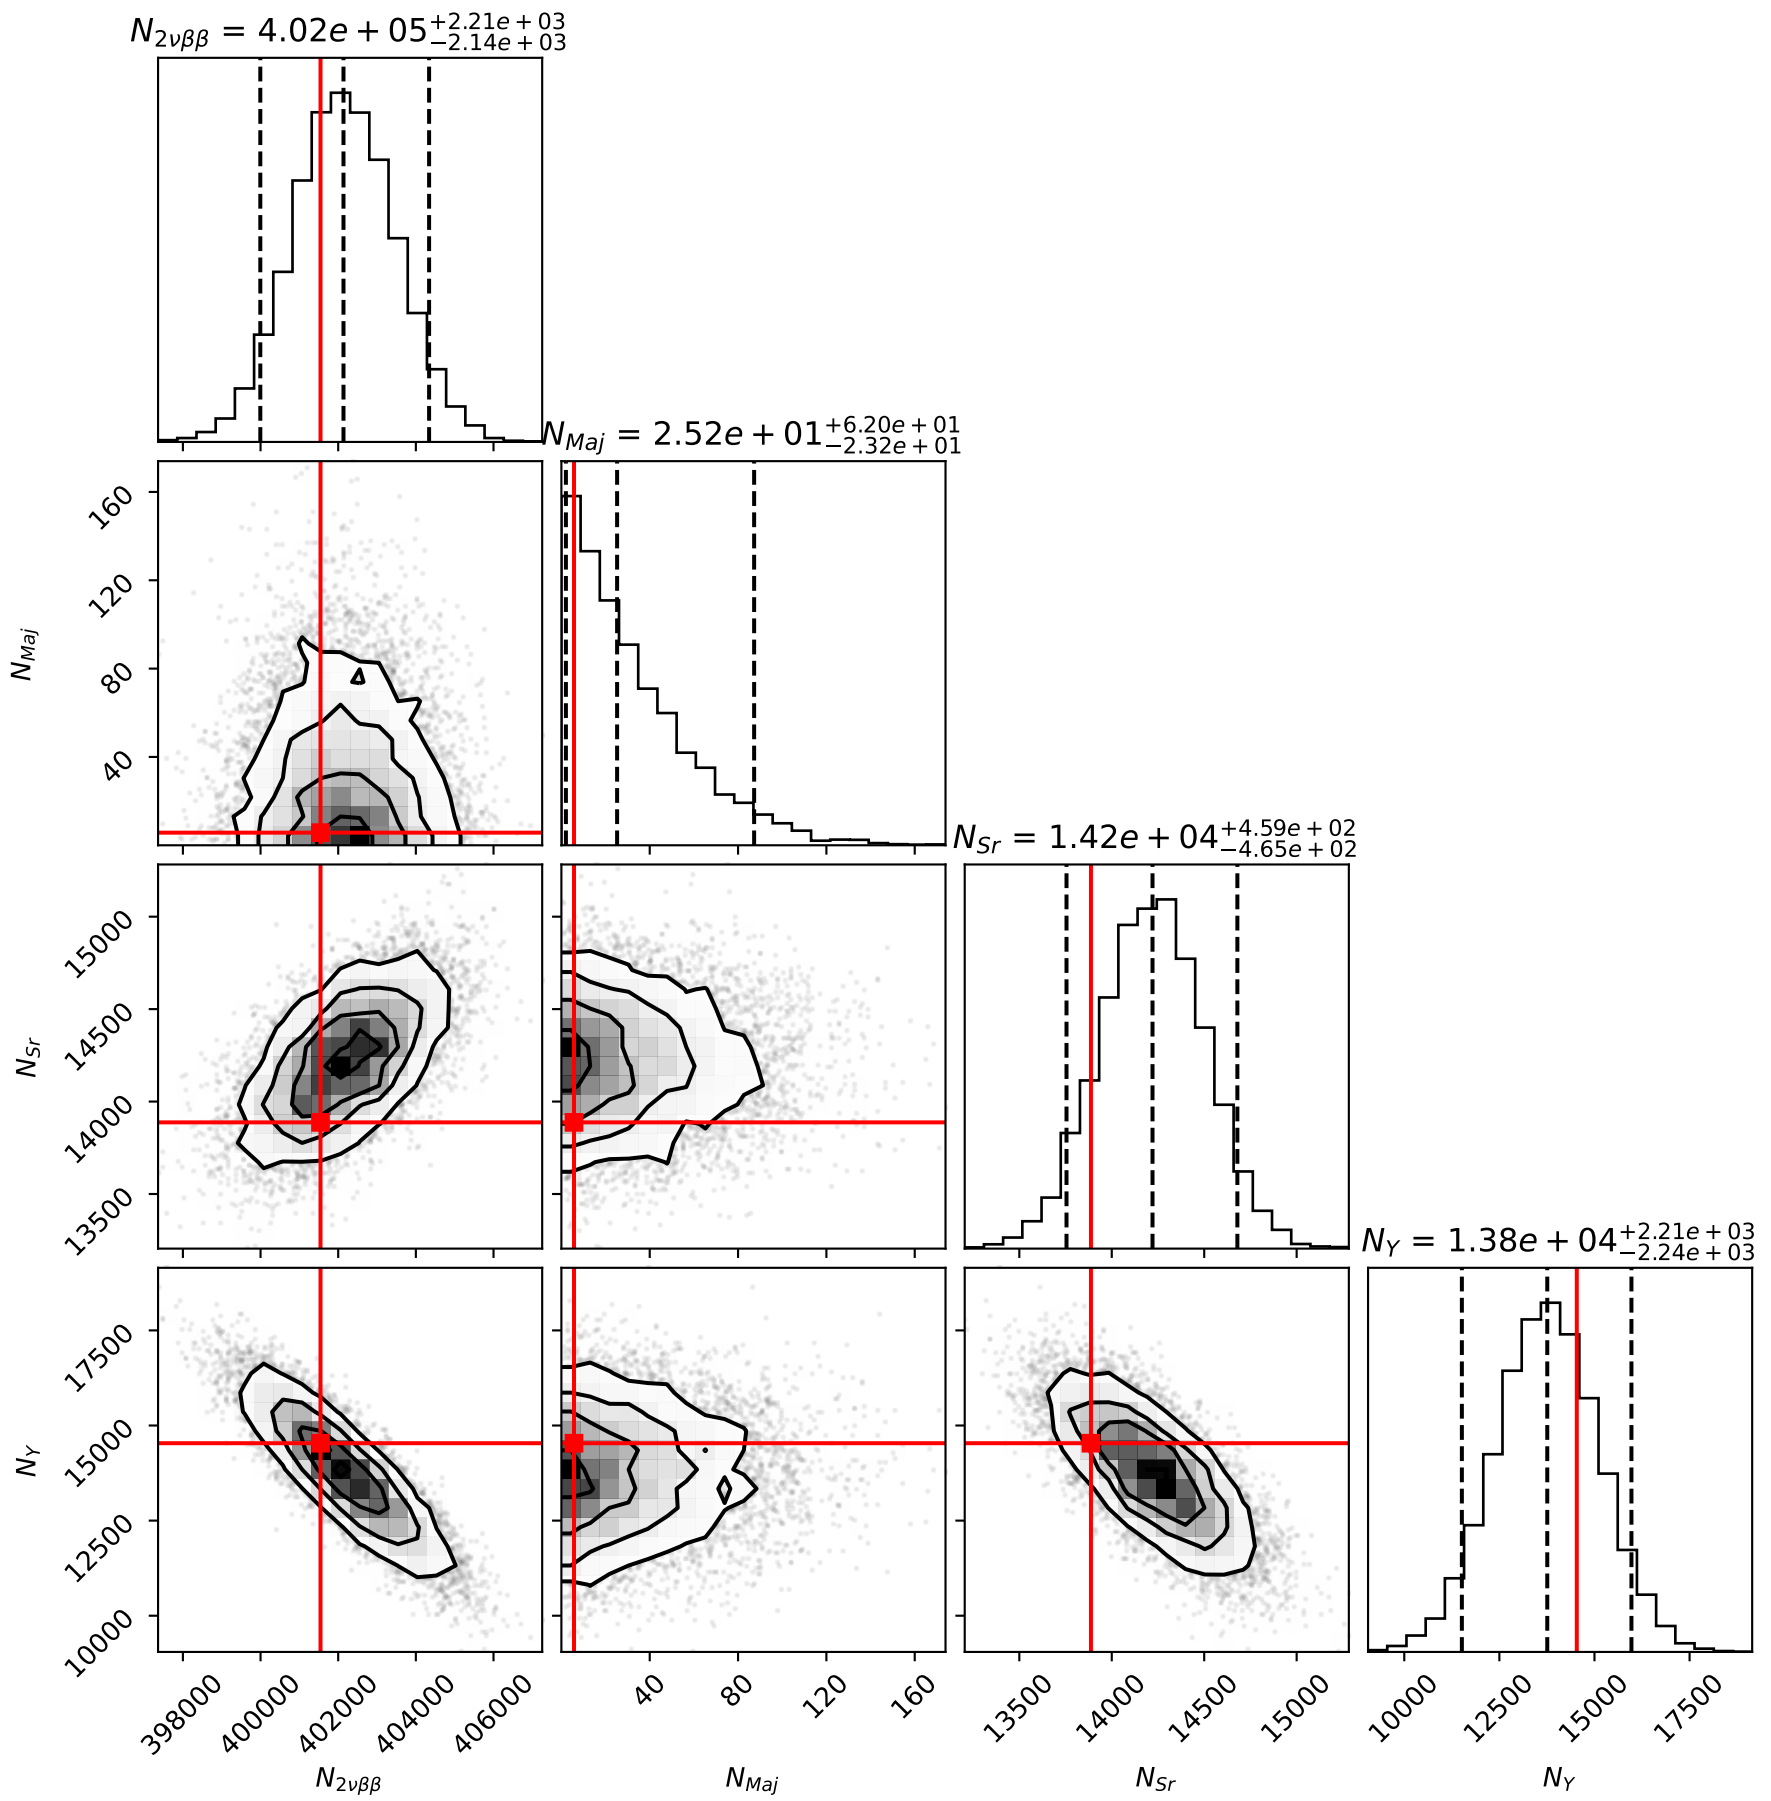 N_{2νββ} = 4.02e + 05^{+2.21e + 03}_{−2.14e + 03}
N_{Maj} = 2.52e + 01^{+6.20e + 01}_{−2.32e + 01}
160
120
80
40
N_{Maj}
N_{Sr} = 1.42e + 04^{+4.59e + 02}_{−4.65e + 02}
15000
14500
14000
13500
N_{Sr}
N_Y = 1.38e + 04^{+2.21e + 03}_{−2.24e + 03}
17500
15000
12500
10000
N_Y
398000 400000 402000 404000 406000
40 80 120 160
13500 14000 14500 15000
10000 12500 15000 17500
N_{2νββ}
N_{Maj}
N_{Sr}
N_Y